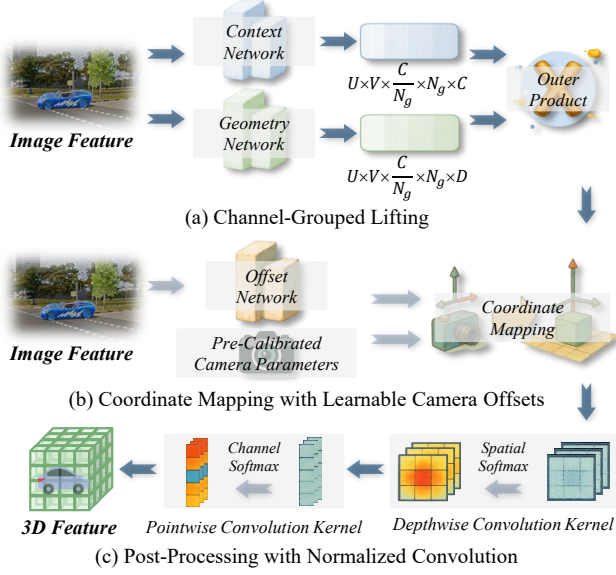 Context
Network
Image Feature
U×V×C/N_g×N_g×C
Geometry
Network
U×V×C/N_g×N_g×D
Outer
Product
(a) Channel-Grouped Lifting
Image Feature
Offset
Network
Pre-Calibrated
Camera Parameters
Coordinate
Mapping
(b) Coordinate Mapping with Learnable Camera Offsets
3D Feature
Channel
Softmax
Pointwise Convolution Kernel
Spatial
Softmax
Depthwise Convolution Kernel
(c) Post-Processing with Normalized Convolution